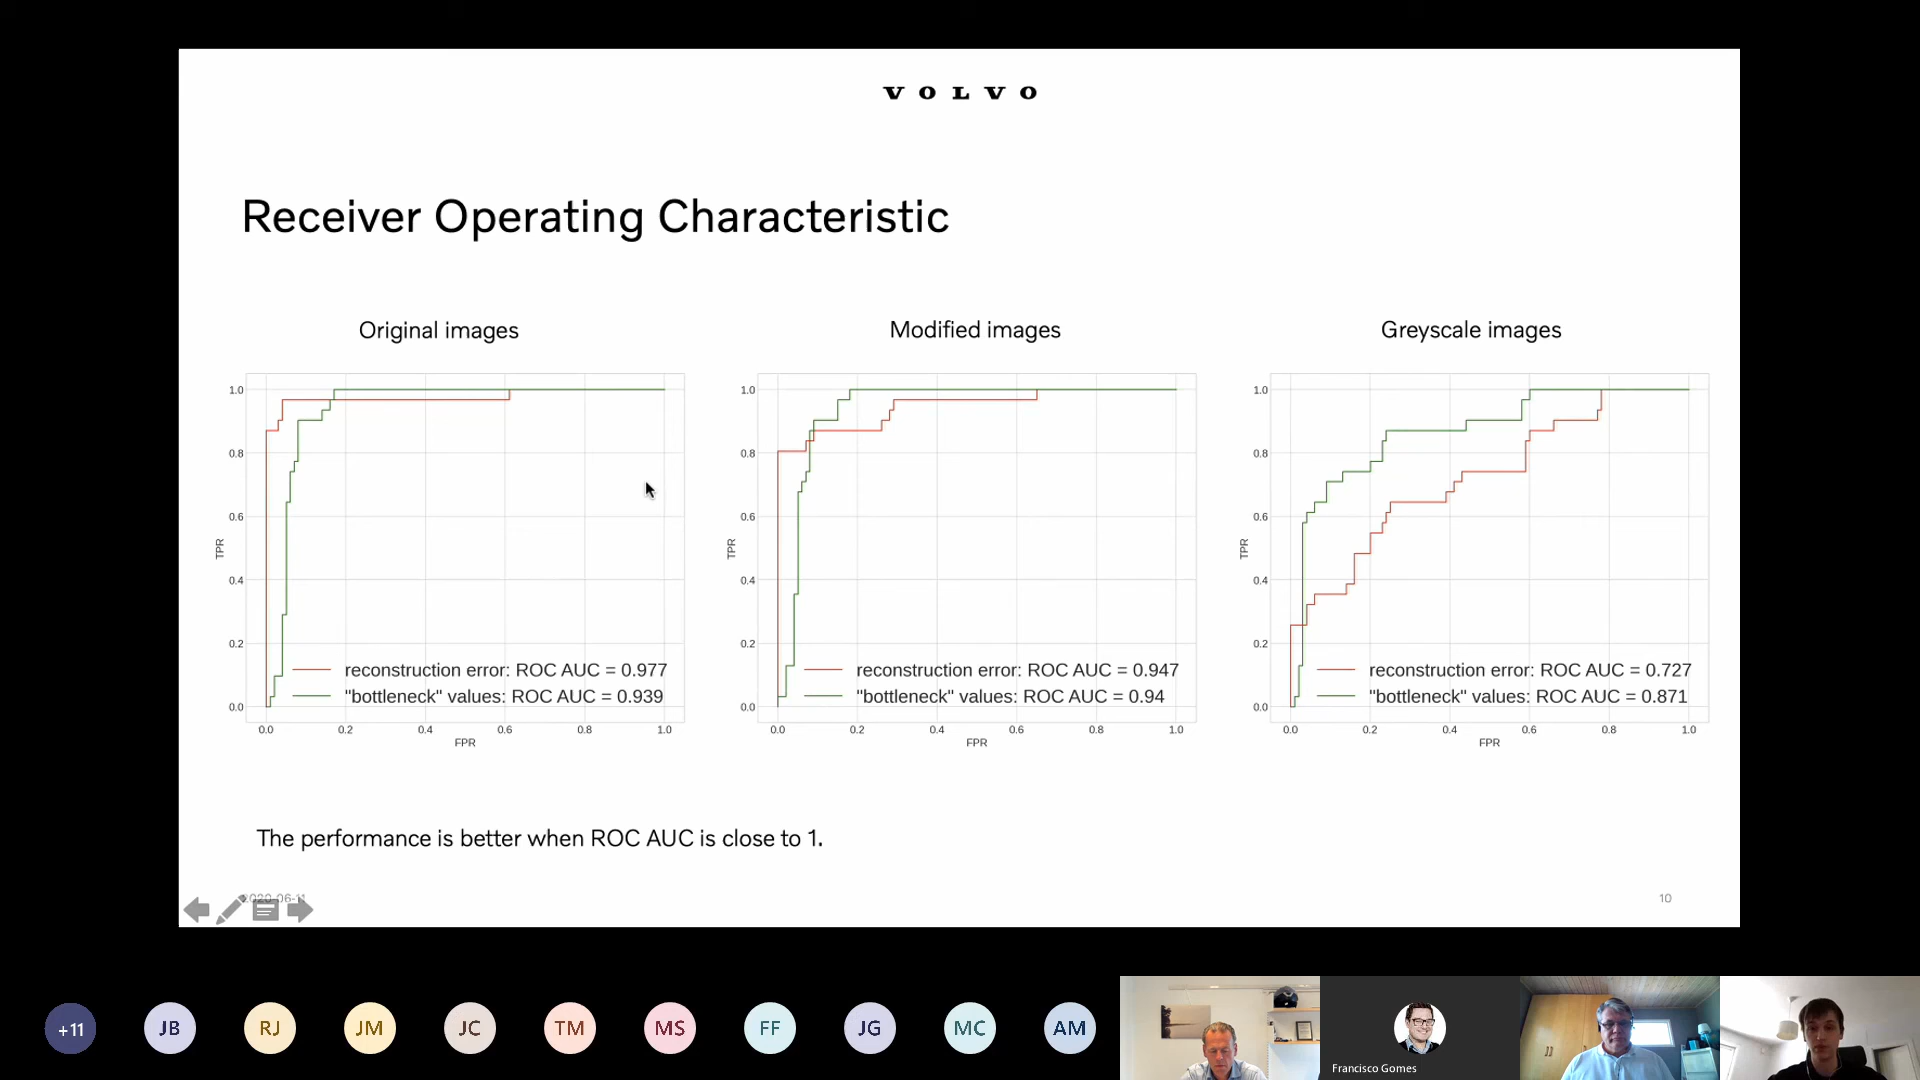 VOLVO
Receiver Operating Characteristic
Original images
Modified images
Greyscale images
1.0
0.8
0.6
0.4
0.2
0.0
TPR
reconstruction error: ROC AUC = 0.977
"bottleneck" values: ROC AUC = 0.939
0.0 0.2 0.4 0.6 0.8 1.0
FPR
1.0
0.8
0.6
0.4
0.2
0.0
TPR
reconstruction error: ROC AUC = 0.947
"bottleneck" values: ROC AUC = 0.94
0.0 0.2 0.4 0.6 0.8 1.0
FPR
1.0
0.8
0.6
0.4
0.2
0.0
TPR
reconstruction error: ROC AUC = 0.727
"bottleneck" values: ROC AUC = 0.871
0.0 0.2 0.4 0.6 0.8 1.0
FPR
The performance is better when ROC AUC is close to 1.
2020-06-11
10
+11 JB RJ JM JC TM MS FF JG MC AM
Francisco Gomes